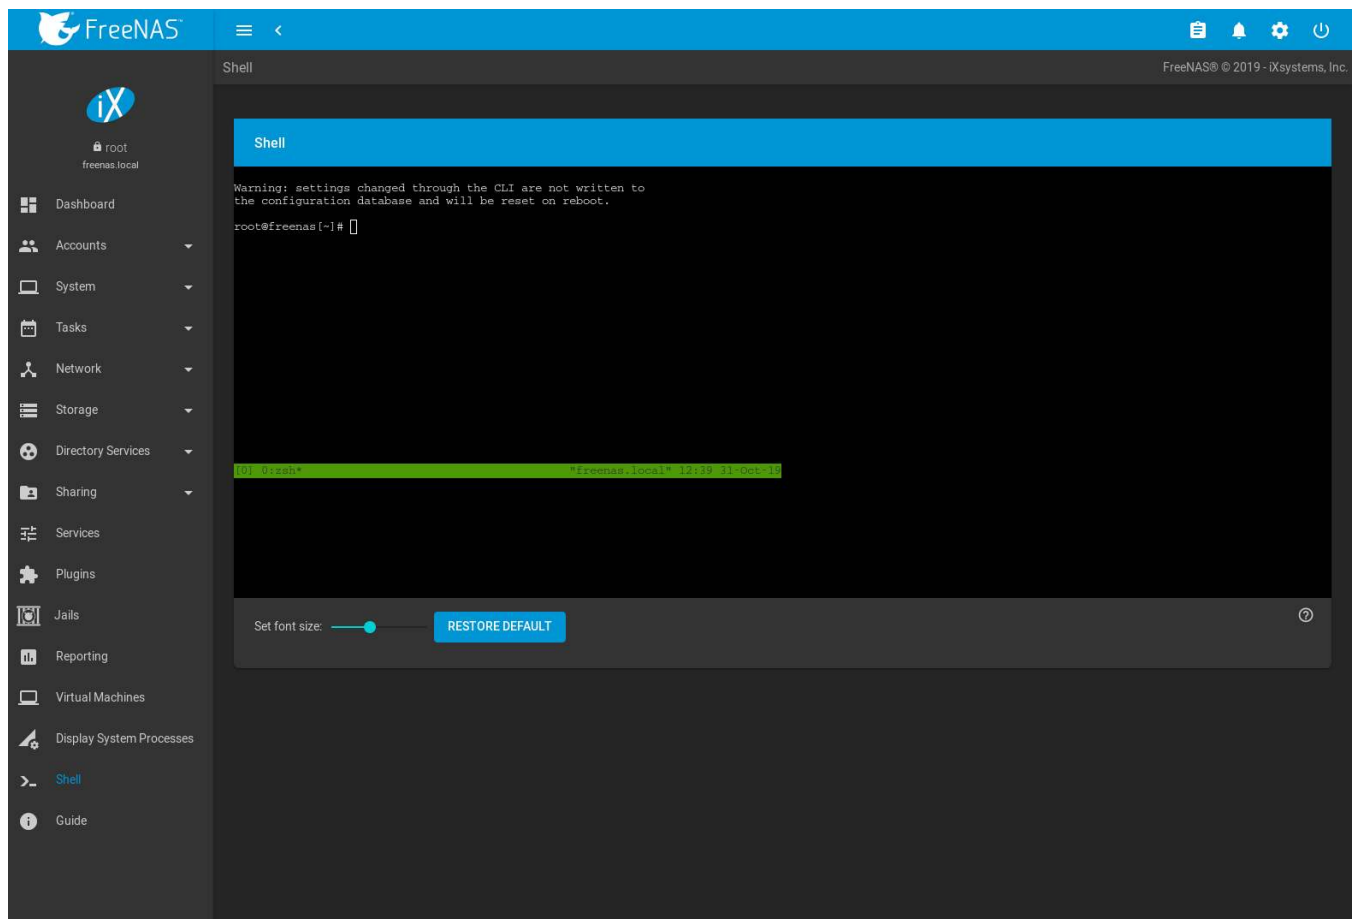 FreeNAS
Shell
FreeNAS® © 2019 - iXsystems, Inc.
iX
root
freenas.local
Dashboard
Accounts
System
Tasks
Network
Storage
Directory Services
Sharing
Services
Plugins
Jails
Reporting
Virtual Machines
Display System Processes
Shell
Guide
Shell
Warning: settings changed through the CLI are not written to
the configuration database and will be reset on reboot.
root@freenas[~]#
[0] 0:zsh* "freenas.local" 12:39 31-Oct-19
Set font size:
RESTORE DEFAULT